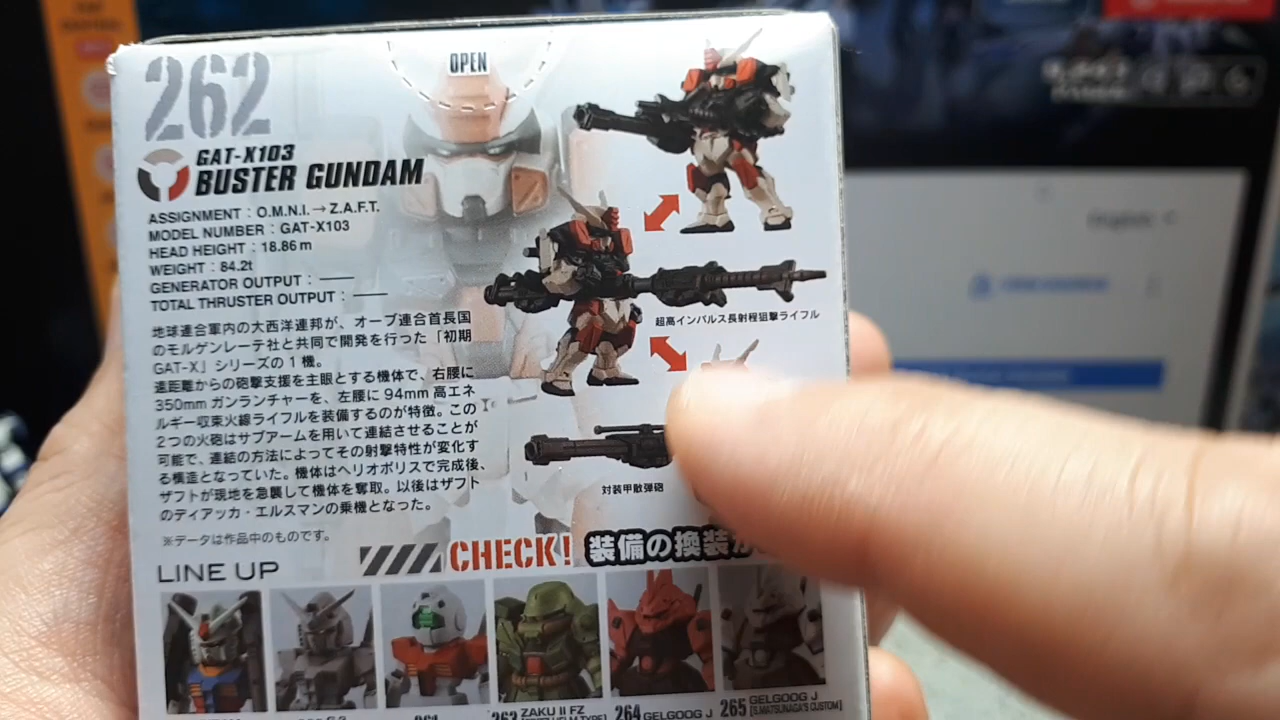 262
OPEN
GAT-X103
BUSTER GUNDAM
ASSIGNMENT : O.M.N.I.→Z.A.F.T.
MODEL NUMBER : GAT-X103
HEAD HEIGHT : 18.86m
WEIGHT : 84.2t
GENERATOR OUTPUT : ——
TOTAL THRUSTER OUTPUT : ——
地球連合軍内の大西洋連邦が、オーブ連合首長国
のモルゲンレーテ社と共同で開発を行った「初期
GAT-X」シリーズの1機。
遠距離からの砲撃支援を主眼とする機体で、右腰に
350mmガンランチャーを、左腰に94mm高エネ
ルギー収束火線ライフルを装備するのが特徴。この
2つの火砲はサブアームを用いて連結させることが
可能で、連結の方法によってその射撃特性が変化す
る構造となっていた。機体はヘリオポリスで完成後、
ザフトが現地を急襲して機体を奪取。以後はザフト
のディアッカ・エルスマンの乗機となった。
※データは作品中のものです。
超高インパルス長射程狙撃ライフル
対装甲散弾砲
CHECK! 装備の換装が
LINE UP
263 ZAKU II FZ
264 GELGOOG J
265 GELGOOG J
[S.MATSUNAGA'S CUSTOM]